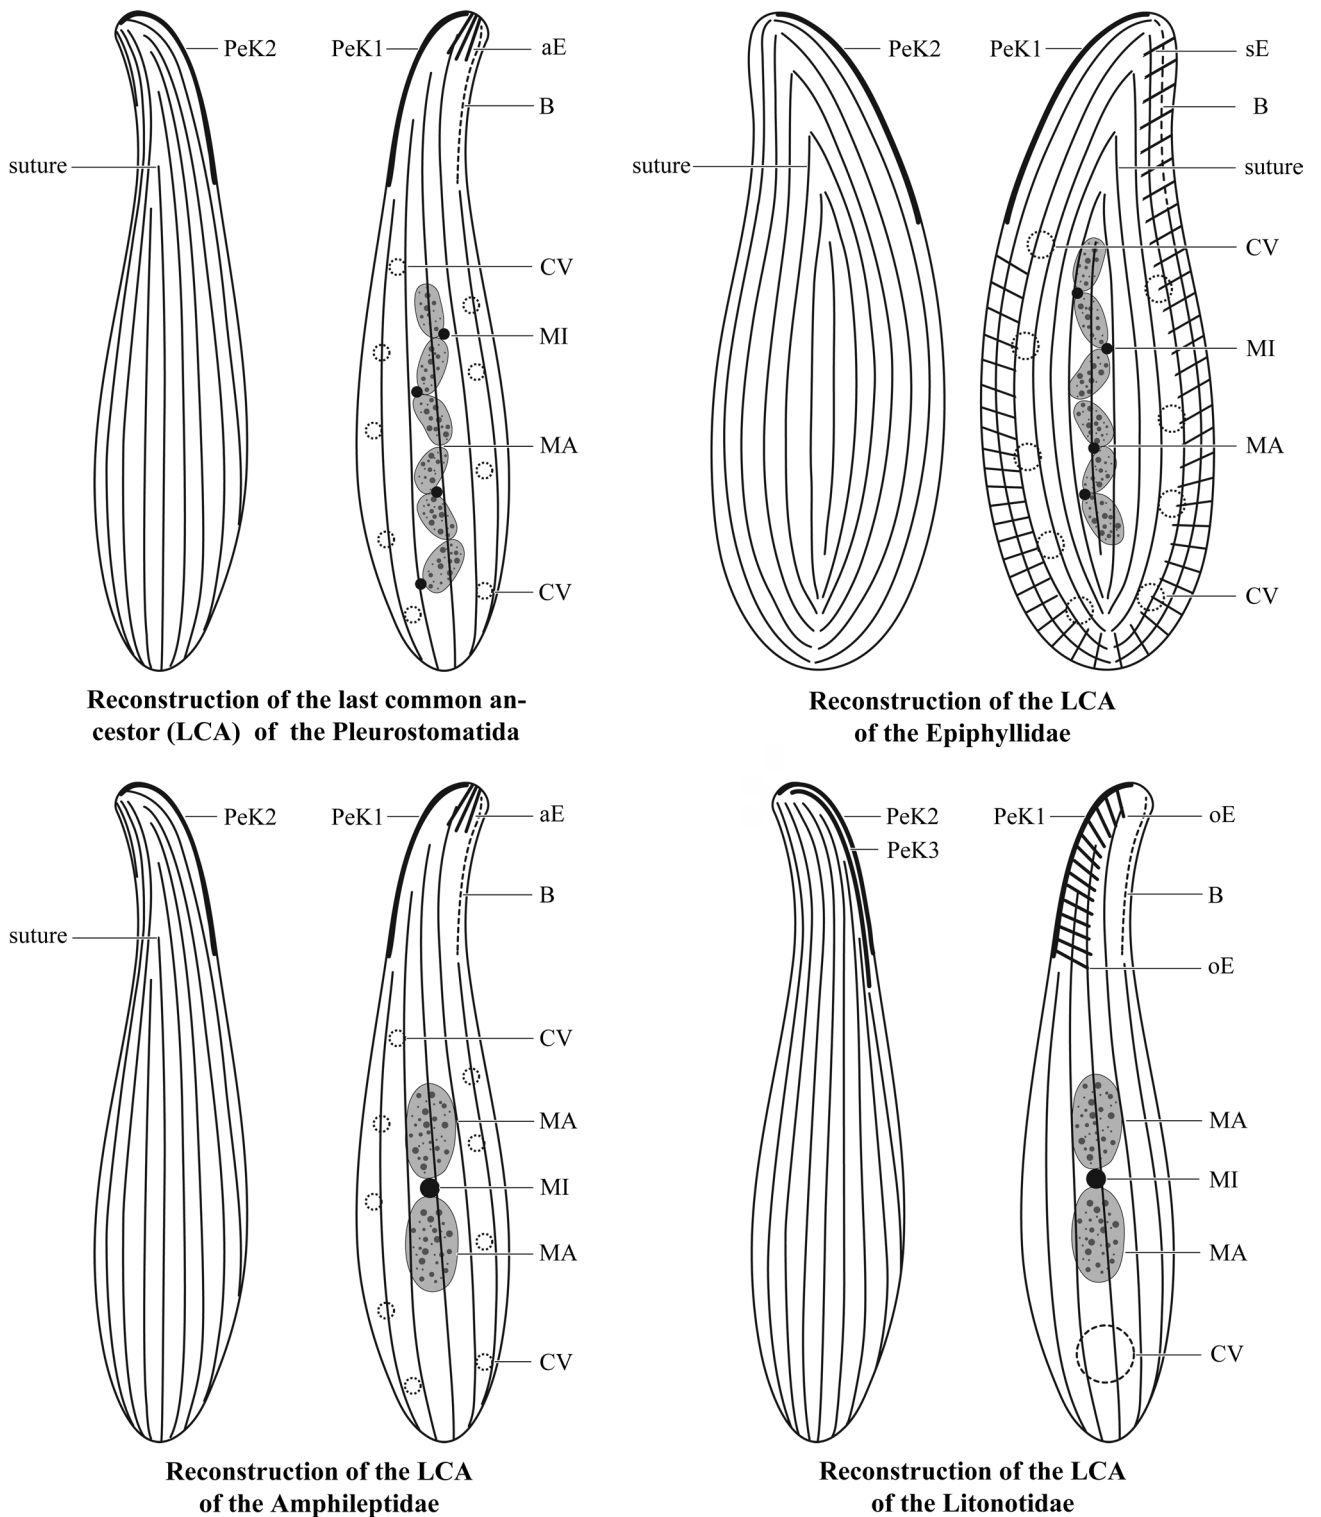 PeK2
PeK1
aE
B
suture
CV
MI
MA
CV
Reconstruction of the last common an-
cestor (LCA) of the Pleurostomatida
PeK2
PeK1
sE
B
suture
suture
CV
MI
MA
CV
Reconstruction of the LCA
of the Epiphyllidae
PeK2
PeK1
aE
B
suture
CV
MA
MI
MA
CV
Reconstruction of the LCA
of the Amphileptidae
PeK2
PeK3
PeK1
oE
B
oE
MA
MI
MA
CV
Reconstruction of the LCA
of the Litonotidae